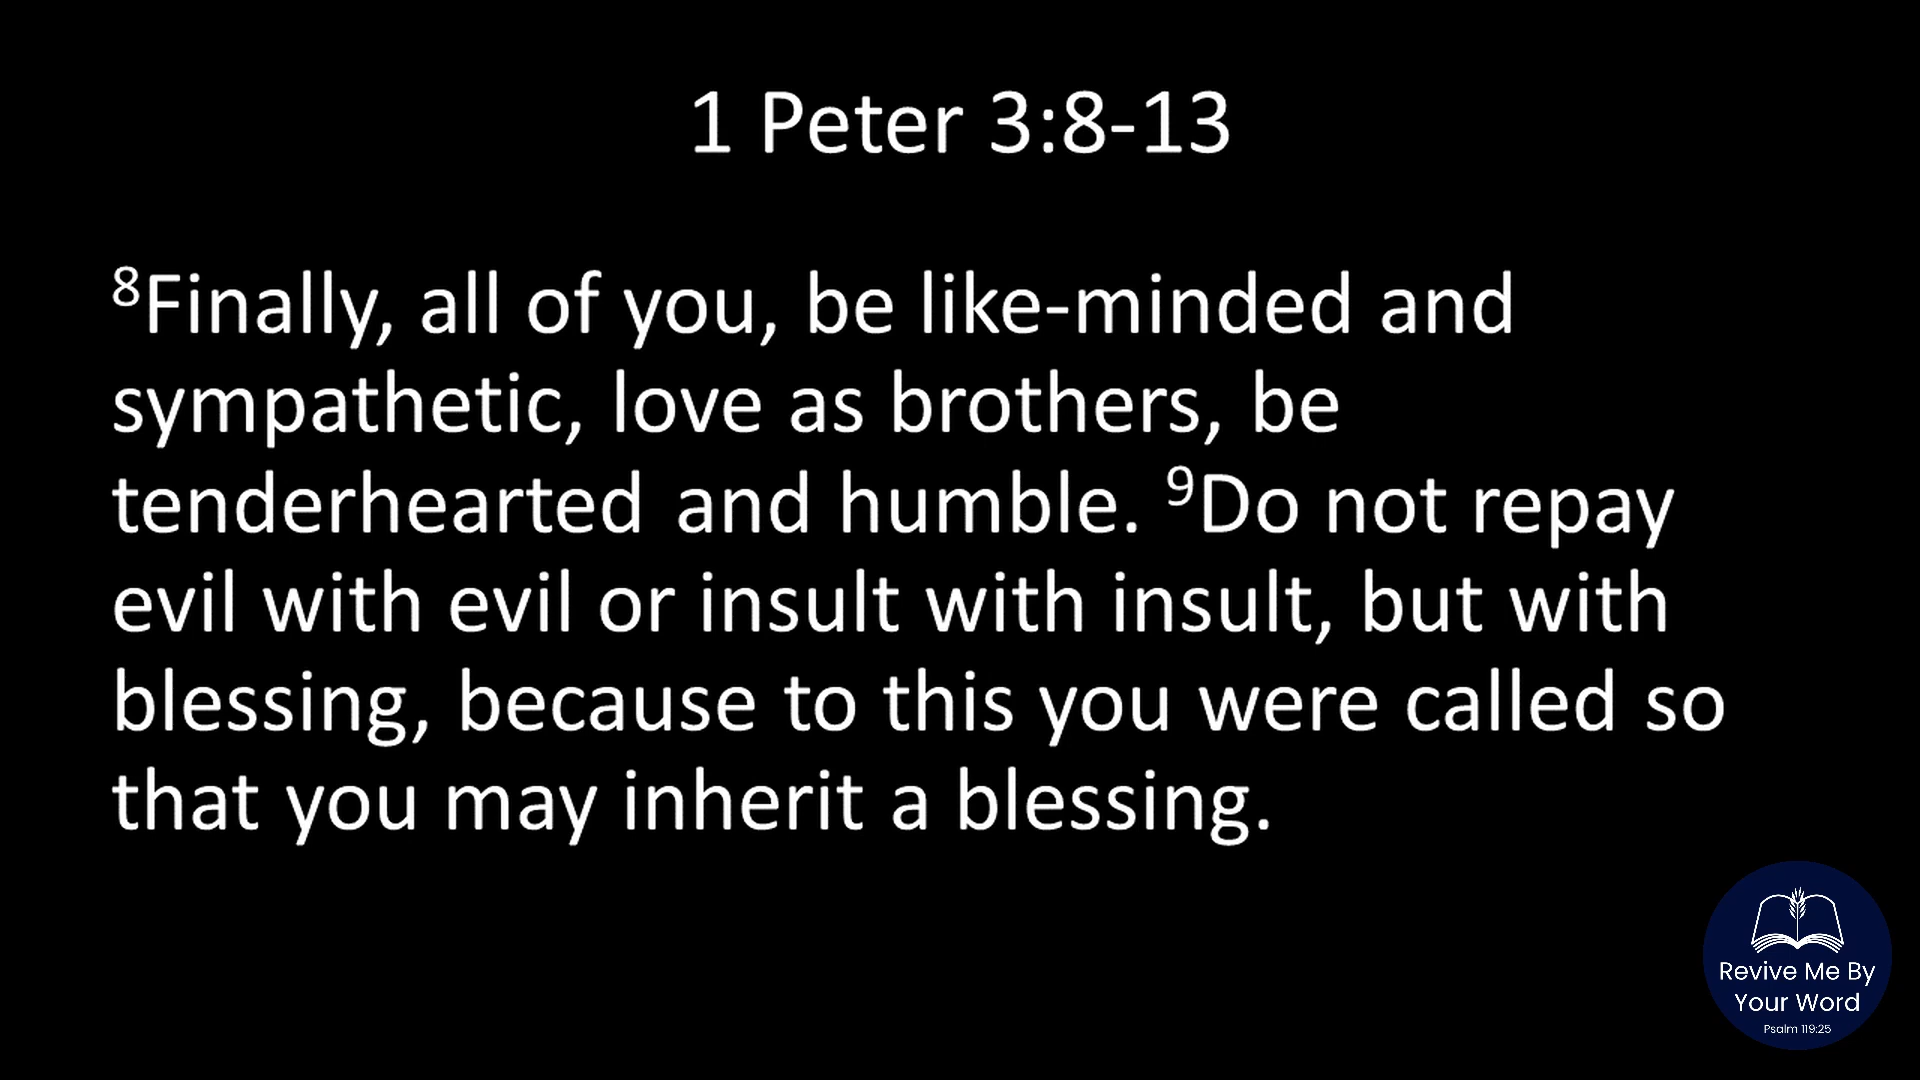 1 Peter 3:8-13
⁸Finally, all of you, be like-minded and
sympathetic, love as brothers, be
tenderhearted and humble. ⁹Do not repay
evil with evil or insult with insult, but with
blessing, because to this you were called so
that you may inherit a blessing.
Revive Me By
Your Word
Psalm 119:25